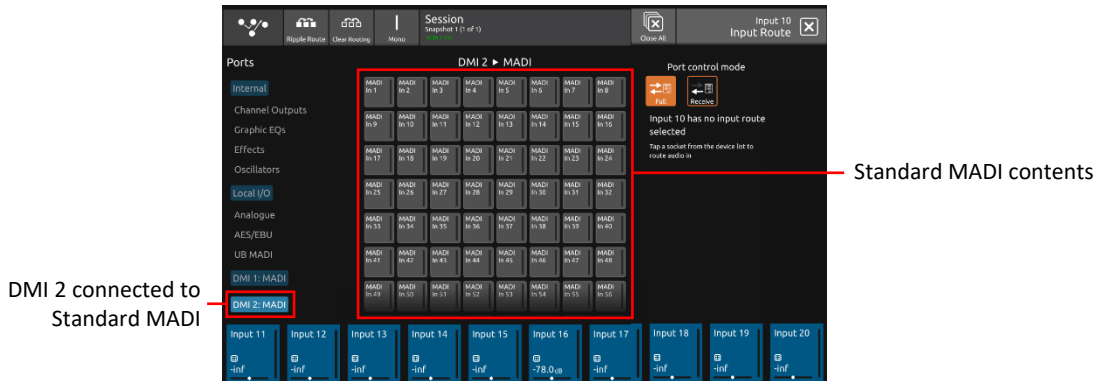 Session
Snapshot 1 (1 of 1)
Ripple Route
Clear Routing
Mono
Close All
Input 10
Input Route
Ports
DMI 2 ► MADI
Port control mode
Internal
Channel Outputs
Graphic EQs
Effects
Oscillators
Local I/O
Analogue
AES/EBU
UB MADI
DMI 1: MADI
DMI 2: MADI
MADI In 1
MADI In 2
MADI In 3
MADI In 4
MADI In 5
MADI In 6
MADI In 7
MADI In 8
MADI In 9
MADI In 10
MADI In 11
MADI In 12
MADI In 13
MADI In 14
MADI In 15
MADI In 16
MADI In 17
MADI In 18
MADI In 19
MADI In 20
MADI In 21
MADI In 22
MADI In 23
MADI In 24
MADI In 25
MADI In 26
MADI In 27
MADI In 28
MADI In 29
MADI In 30
MADI In 31
MADI In 32
MADI In 33
MADI In 34
MADI In 35
MADI In 36
MADI In 37
MADI In 38
MADI In 39
MADI In 40
MADI In 41
MADI In 42
MADI In 43
MADI In 44
MADI In 45
MADI In 46
MADI In 47
MADI In 48
MADI In 49
MADI In 50
MADI In 51
MADI In 52
MADI In 53
MADI In 54
MADI In 55
MADI In 56
Full
Receive
Input 10 has no input route
selected
Tap a socket from the device list to
route audio in
Standard MADI contents
DMI 2 connected to
Standard MADI
Input 11
-inf
Input 12
-inf
Input 13
-inf
Input 14
-inf
Input 15
-inf
Input 16
-78.0 dB
Input 17
-inf
Input 18
-inf
Input 19
-inf
Input 20
-inf